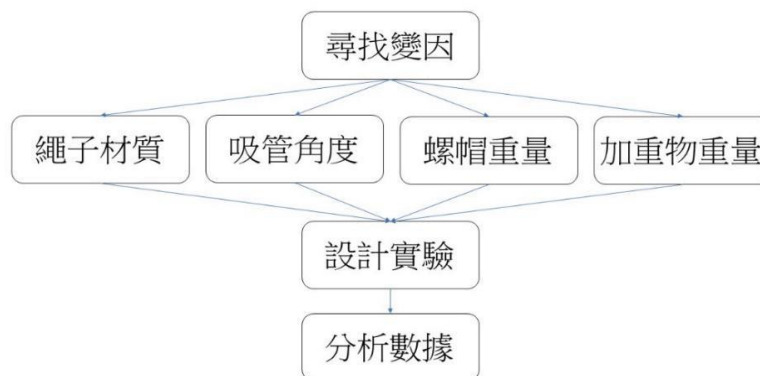 尋找變因
繩子材質
吸管角度
螺帽重量
加重物重量
設計實驗
分析數據